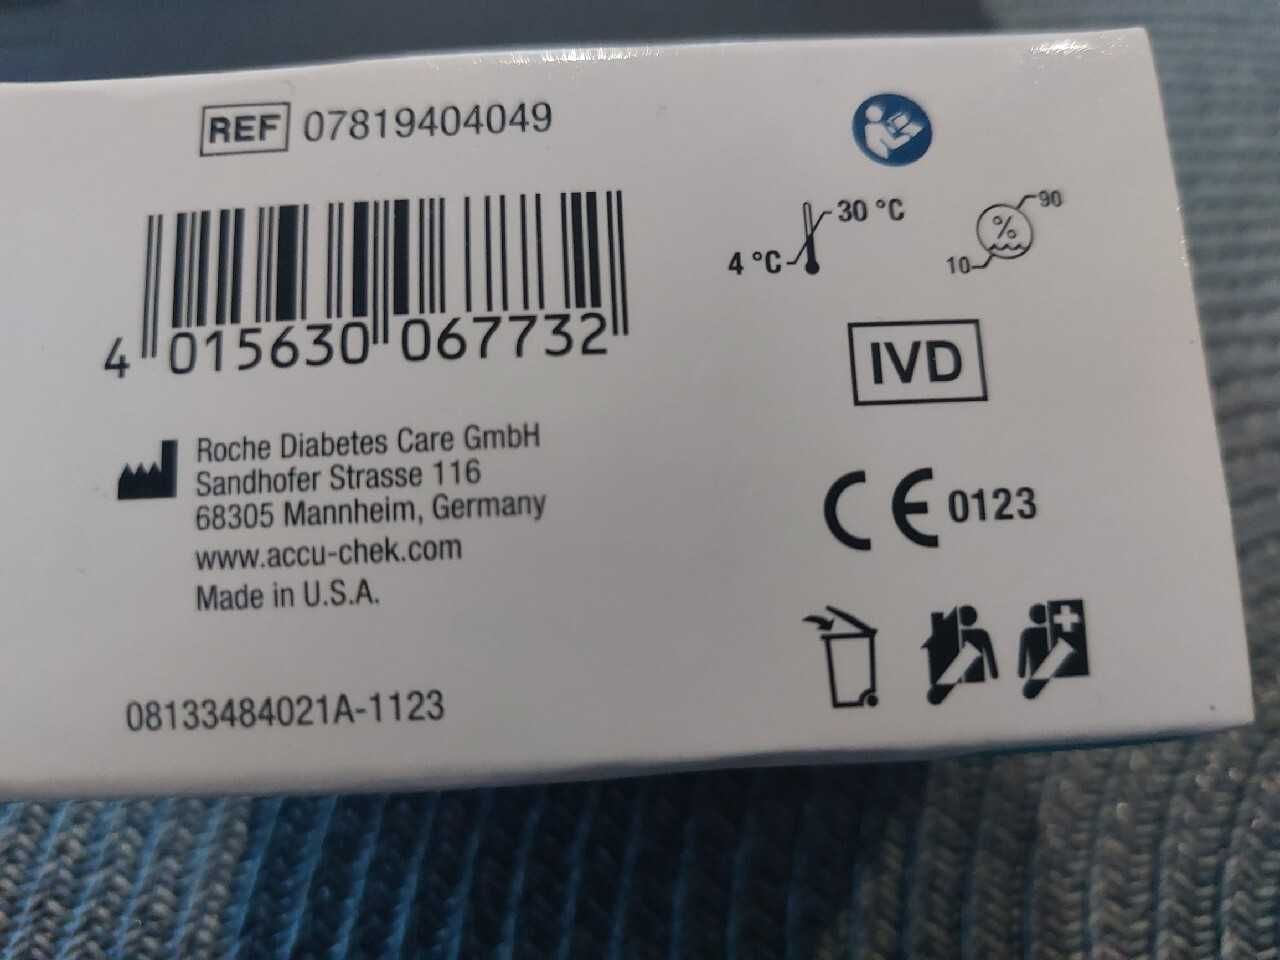 REF 07819404049
4 015630 067732
Roche Diabetes Care GmbH
Sandhofer Strasse 116
68305 Mannheim, Germany
www.accu-chek.com
Made in U.S.A.
08133484021A-1123
30 °C
4 °C
90
%
10
IVD
CE 0123